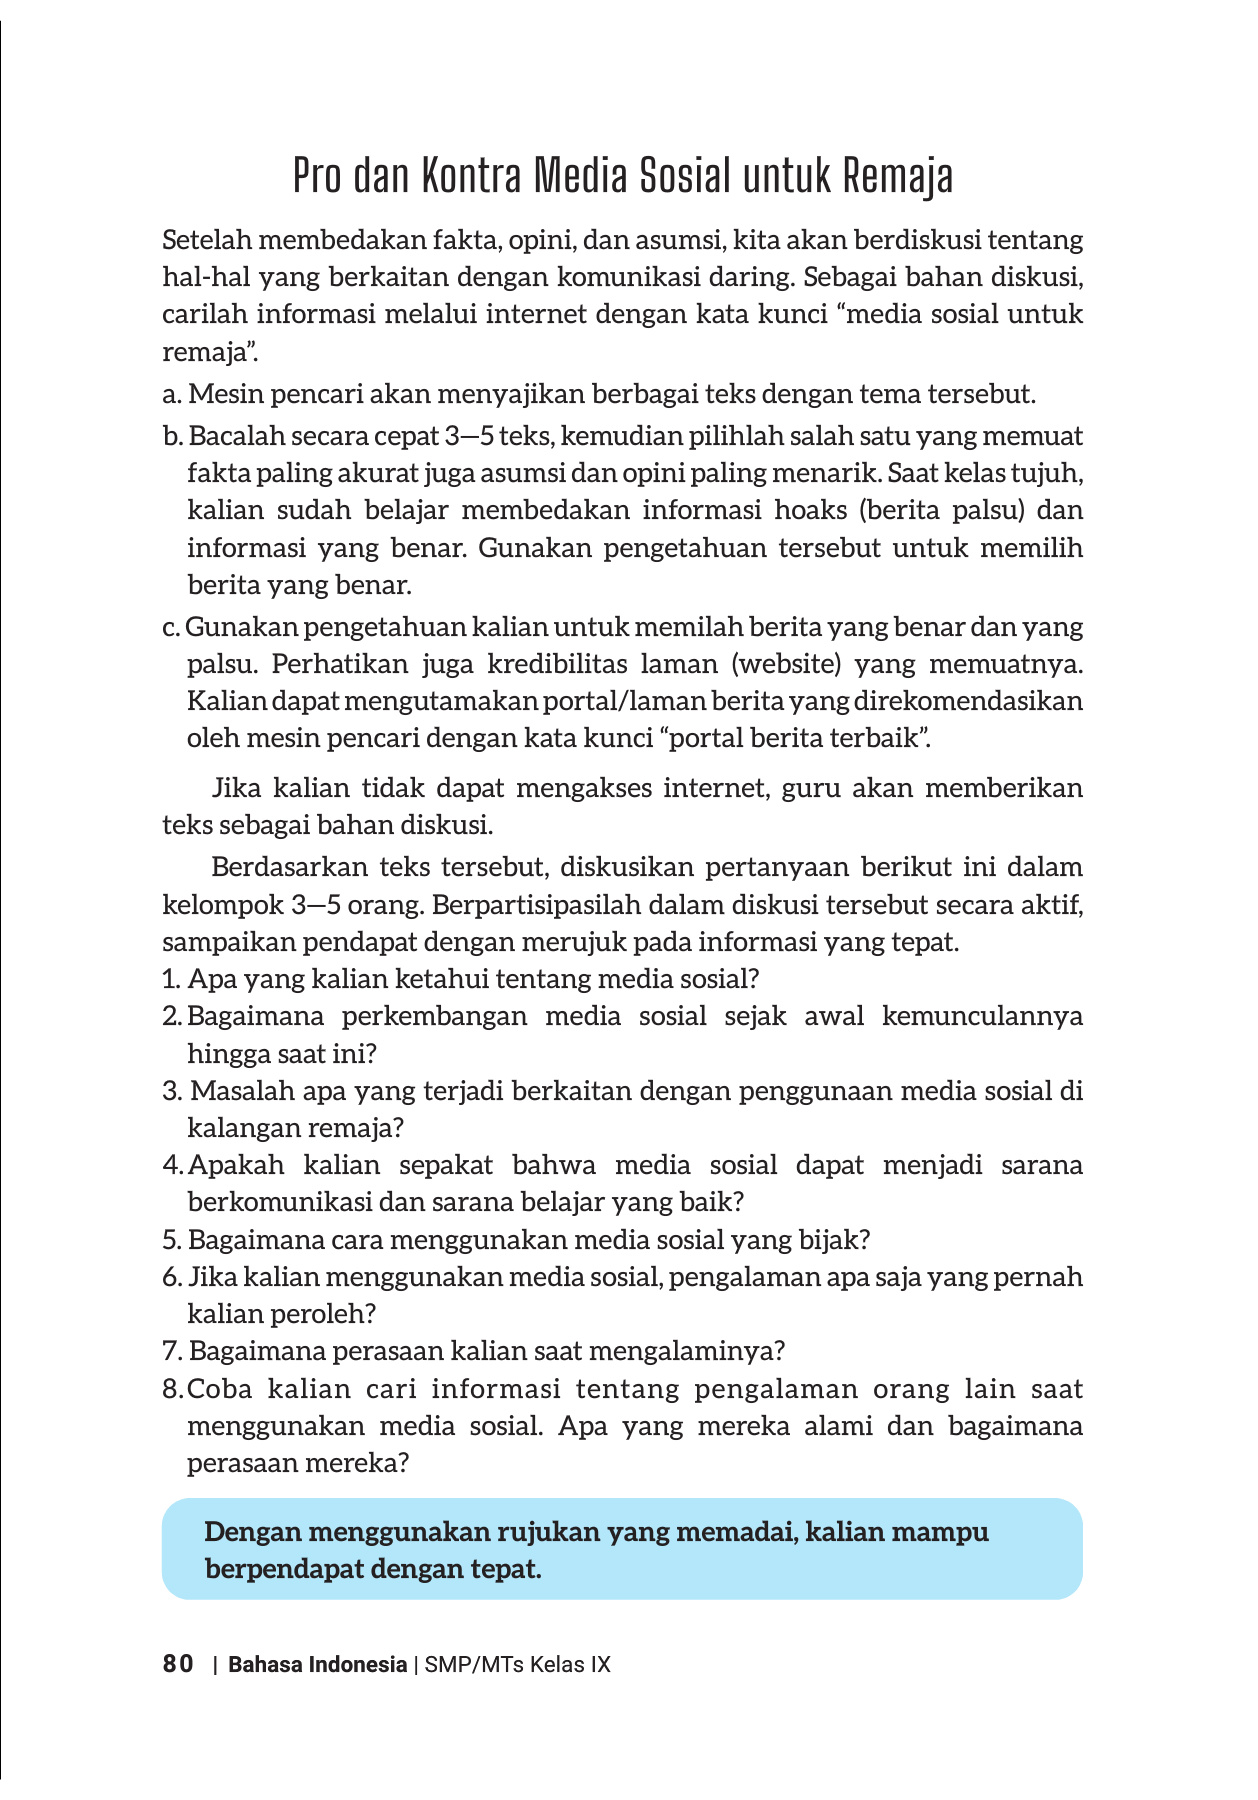 Pro dan Kontra Media Sosial untuk Remaja
Setelah membedakan fakta, opini, dan asumsi, kita akan berdiskusi tentang
hal-hal yang berkaitan dengan komunikasi daring. Sebagai bahan diskusi,
carilah informasi melalui internet dengan kata kunci “media sosial untuk
remaja”.
a. Mesin pencari akan menyajikan berbagai teks dengan tema tersebut.
b. Bacalah secara cepat 3—5 teks, kemudian pilihlah salah satu yang memuat
fakta paling akurat juga asumsi dan opini paling menarik. Saat kelas tujuh,
kalian sudah belajar membedakan informasi hoaks (berita palsu) dan
informasi yang benar. Gunakan pengetahuan tersebut untuk memilih
berita yang benar.
c. Gunakan pengetahuan kalian untuk memilah berita yang benar dan yang
palsu. Perhatikan juga kredibilitas laman (website) yang memuatnya.
Kalian dapat mengutamakan portal/laman berita yang direkomendasikan
oleh mesin pencari dengan kata kunci “portal berita terbaik”.
Jika kalian tidak dapat mengakses internet, guru akan memberikan
teks sebagai bahan diskusi.
Berdasarkan teks tersebut, diskusikan pertanyaan berikut ini dalam
kelompok 3—5 orang. Berpartisipasilah dalam diskusi tersebut secara aktif,
sampaikan pendapat dengan merujuk pada informasi yang tepat.
1. Apa yang kalian ketahui tentang media sosial?
2. Bagaimana perkembangan media sosial sejak awal kemunculannya
hingga saat ini?
3. Masalah apa yang terjadi berkaitan dengan penggunaan media sosial di
kalangan remaja?
4. Apakah kalian sepakat bahwa media sosial dapat menjadi sarana
berkomunikasi dan sarana belajar yang baik?
5. Bagaimana cara menggunakan media sosial yang bijak?
6. Jika kalian menggunakan media sosial, pengalaman apa saja yang pernah
kalian peroleh?
7. Bagaimana perasaan kalian saat mengalaminya?
8. Coba kalian cari informasi tentang pengalaman orang lain saat
menggunakan media sosial. Apa yang mereka alami dan bagaimana
perasaan mereka?
Dengan menggunakan rujukan yang memadai, kalian mampu
berpendapat dengan tepat.
80 | Bahasa Indonesia | SMP/MTs Kelas IX